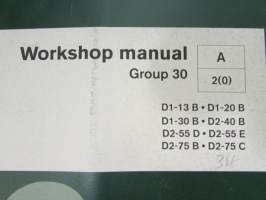 Workshop manual
Group 30
A
2(0)
D1-13 B • D1-20 B
D1-30 B • D2-40 B
D2-55 D • D2-55 E
D2-75 B • D2-75 C